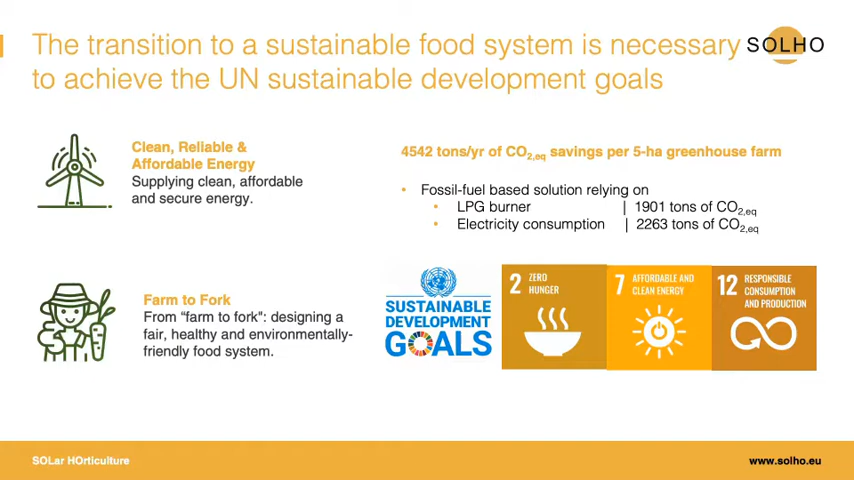 The transition to a sustainable food system is necessary
to achieve the UN sustainable development goals
SOLHO
Clean, Reliable &
Affordable Energy
Supplying clean, affordable
and secure energy.
4542 tons/yr of CO2,eq savings per 5-ha greenhouse farm
• Fossil-fuel based solution relying on
• LPG burner | 1901 tons of CO2,eq
• Electricity consumption | 2263 tons of CO2,eq
Farm to Fork
From “farm to fork": designing a
fair, healthy and environmentally-
friendly food system.
SUSTAINABLE
DEVELOPMENT
GOALS
2 ZERO
HUNGER
7 AFFORDABLE AND
CLEAN ENERGY
12 RESPONSIBLE
CONSUMPTION
AND PRODUCTION
SOLar HOrticulture
www.solho.eu